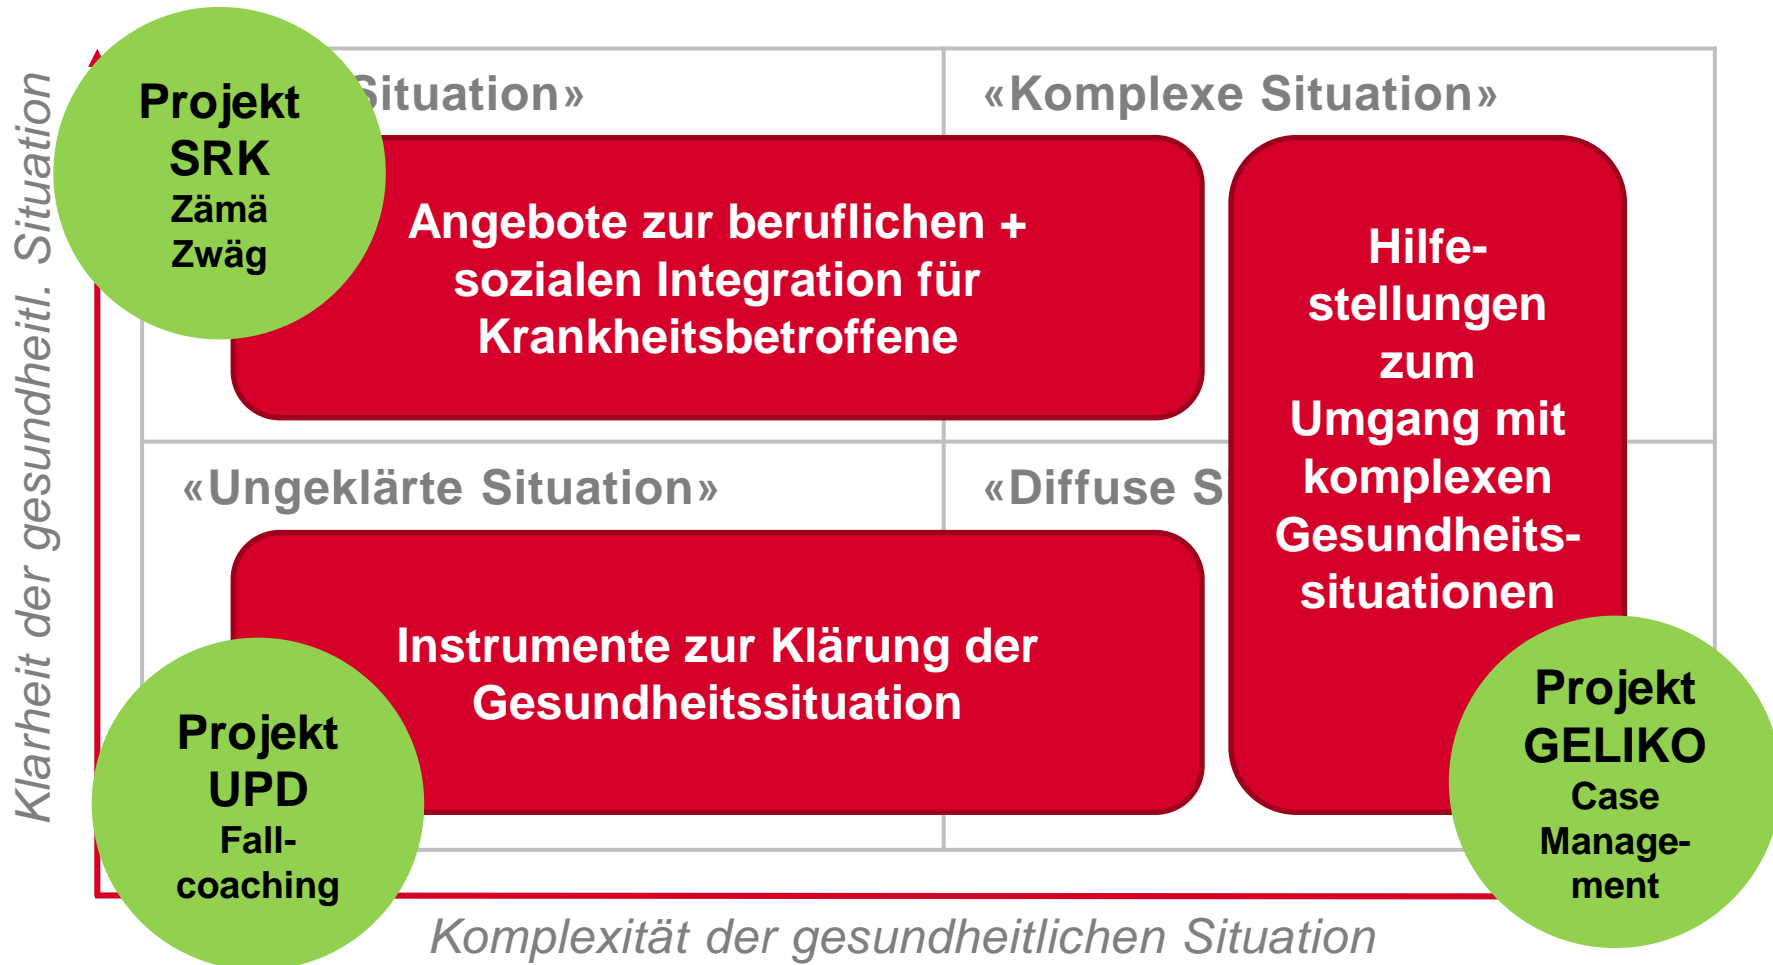 Klarheit der gesundheitl. Situation
Situation»
«Komplexe Situation»
Projekt
SRK
Zämä
Zwäg
Angebote zur beruflichen +
sozialen Integration für
Krankheitsbetroffene
Hilfe-
stellungen
zum
Umgang mit
komplexen
Gesundheits-
situationen
«Ungeklärte Situation»
«Diffuse S
Instrumente zur Klärung der
Gesundheitssituation
Projekt
UPD
Fall-
coaching
Projekt
GELIKO
Case
Manage-
ment
Komplexität der gesundheitlichen Situation